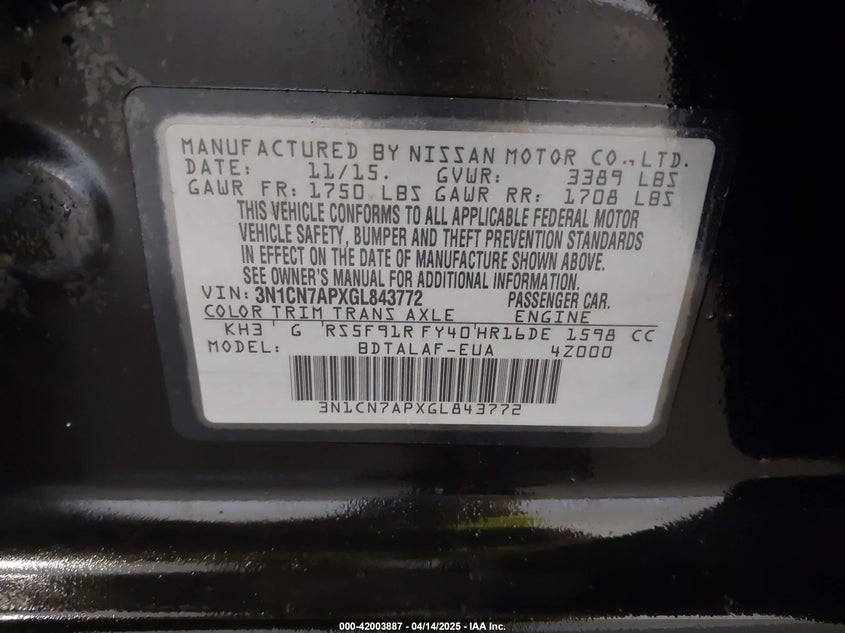 MANUFACTURED BY NISSAN MOTOR CO., LTD.
DATE: 11/15. GVWR: 3389 LBS
GAWR FR: 1750 LBS GAWR RR: 1708 LBS
THIS VEHICLE CONFORMS TO ALL APPLICABLE FEDERAL MOTOR
VEHICLE SAFETY, BUMPER AND THEFT PREVENTION STANDARDS
IN EFFECT ON THE DATE OF MANUFACTURE SHOWN ABOVE.
SEE OWNER'S MANUAL FOR ADDITIONAL INFORMATION.
VIN: 3N1CN7APXGL843772 PASSENGER CAR.
COLOR TRIM TRANS AXLE ENGINE
KH3 G RS5F91R FY40 HR16DE 1598 CC
MODEL: BDTALAF-EUA 4Z000
3N1CN7APXGL843772
000-42003887 - 04/14/2025 - IAA Inc.